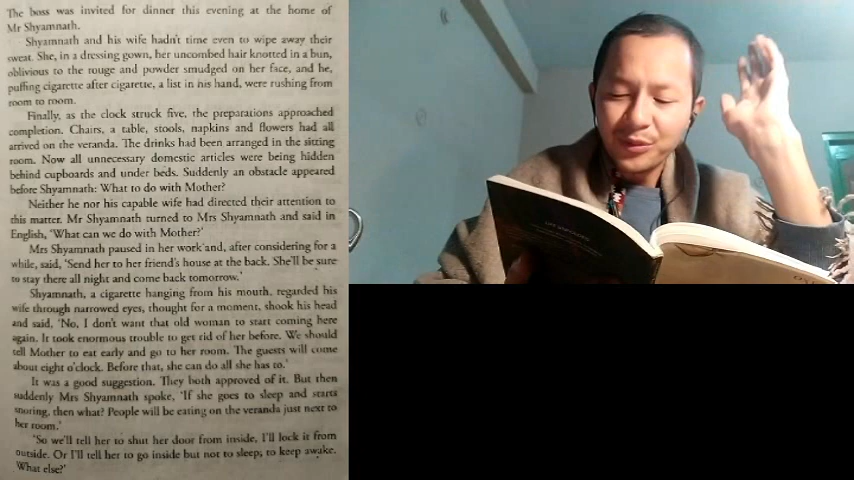 The boss was invited for dinner this evening at the home of
Mr Shyamnath.
Shyamnath and his wife hadn't time even to wipe away their
sweat. She, in a dressing gown, her uncombed hair knotted in a bun,
oblivious to the rouge and powder smudged on her face, and he,
puffing cigarette after cigarette, a list in his hand, were rushing from
room to room.
Finally, as the clock struck five, the preparations approached
completion. Chairs, a table, stools, napkins and flowers had all
arrived on the veranda. The drinks had been arranged in the sitting
room. Now all unnecessary domestic articles were being hidden
behind cupboards and under beds. Suddenly an obstacle appeared
before Shyamnath: What to do with Mother?
Neither he nor his capable wife had directed their attention to
this matter. Mr Shyamnath turned to Mrs Shyamnath and said in
English, 'What can we do with Mother?'
Mrs Shyamnath paused in her work and, after considering for a
while, said, 'Send her to her friend's house at the back. She'll be sure
to stay there all night and come back tomorrow.'
Shyamnath, a cigarette hanging from his mouth, regarded his
wife through narrowed eyes, thought for a moment, shook his head
and said, 'No, I don't want that old woman to start coming here
again. It took enormous trouble to get rid of her before. We should
tell Mother to eat early and go to her room. The guests will come
about eight o'clock. Before that, she can do all she has to.'
It was a good suggestion. They both approved of it. But then
suddenly Mrs Shyamnath spoke, 'If she goes to sleep and starts
snoring, then what? People will be eating on the veranda just next to
her room.'
'So we'll tell her to shut her door from inside, I'll lock it from
outside. Or I'll tell her to go inside but not to sleep; to keep awake.
What else?'